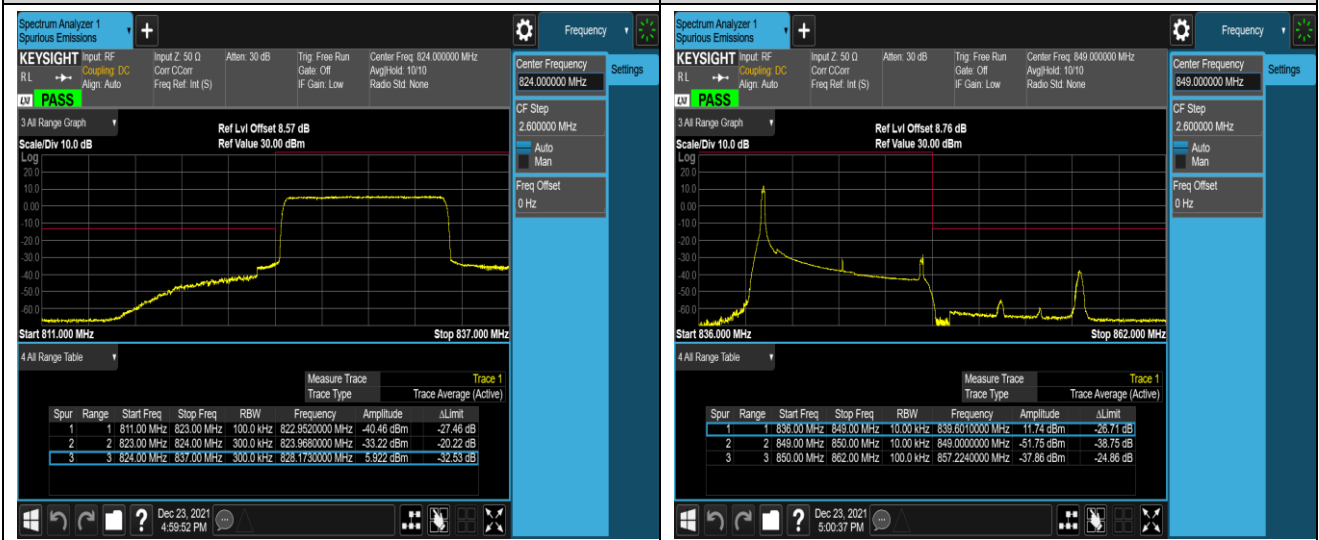 Spectrum Analyzer 1
Spurious Emissions
+
Frequency
KEYSIGHT
R L
LXI
PASS
Input: RF
Coupling: DC
Align: Auto
Input Z: 50 Ω
Corr CCorr
Freq Ref: Int (S)
Atten: 30 dB
Trig: Free Run
Gate: Off
IF Gain: Low
Center Freq: 824.000000 MHz
Avg|Hold: 10/10
Radio Std: None
Center Frequency
824.000000 MHz
Settings
CF Step
2.600000 MHz
Auto
Man
Freq Offset
0 Hz
3 All Range Graph
Ref Lvl Offset 8.57 dB
Scale/Div 10.0 dB
Ref Value 30.00 dBm
Log
20.0
10.0
0.00
-10.0
-20.0
-30.0
-40.0
-50.0
-60.0
Start 811.000 MHz
Stop 837.000 MHz
4 All Range Table
Measure Trace Trace 1
Trace Type Trace Average (Active)
Spur Range Start Freq Stop Freq RBW Frequency Amplitude ΔLimit
1 1 811.00 MHz 823.00 MHz 100.0 kHz 822.9520000 MHz -40.46 dBm -27.46 dB
2 2 823.00 MHz 824.00 MHz 300.0 kHz 823.9680000 MHz -33.22 dBm -20.22 dB
3 3 824.00 MHz 837.00 MHz 300.0 kHz 828.1730000 MHz 5.922 dBm -32.53 dB
?
Dec 23, 2021
4:59:52 PM
Spectrum Analyzer 1
Spurious Emissions
+
Frequency
KEYSIGHT
R L
LXI
PASS
Input: RF
Coupling: DC
Align: Auto
Input Z: 50 Ω
Corr CCorr
Freq Ref: Int (S)
Atten: 30 dB
Trig: Free Run
Gate: Off
IF Gain: Low
Center Freq: 849.000000 MHz
Avg|Hold: 10/10
Radio Std: None
Center Frequency
849.000000 MHz
Settings
CF Step
2.600000 MHz
Auto
Man
Freq Offset
0 Hz
3 All Range Graph
Ref Lvl Offset 8.76 dB
Scale/Div 10.0 dB
Ref Value 30.00 dBm
Log
20.0
10.0
0.00
-10.0
-20.0
-30.0
-40.0
-50.0
-60.0
Start 836.000 MHz
Stop 862.000 MHz
4 All Range Table
Measure Trace Trace 1
Trace Type Trace Average (Active)
Spur Range Start Freq Stop Freq RBW Frequency Amplitude ΔLimit
1 1 836.00 MHz 849.00 MHz 10.00 kHz 839.6010000 MHz 11.74 dBm -26.71 dB
2 2 849.00 MHz 850.00 MHz 10.00 kHz 849.0000000 MHz -51.75 dBm -38.75 dB
3 3 850.00 MHz 862.00 MHz 100.0 kHz 857.2240000 MHz -37.86 dBm -24.86 dB
?
Dec 23, 2021
5:00:37 PM